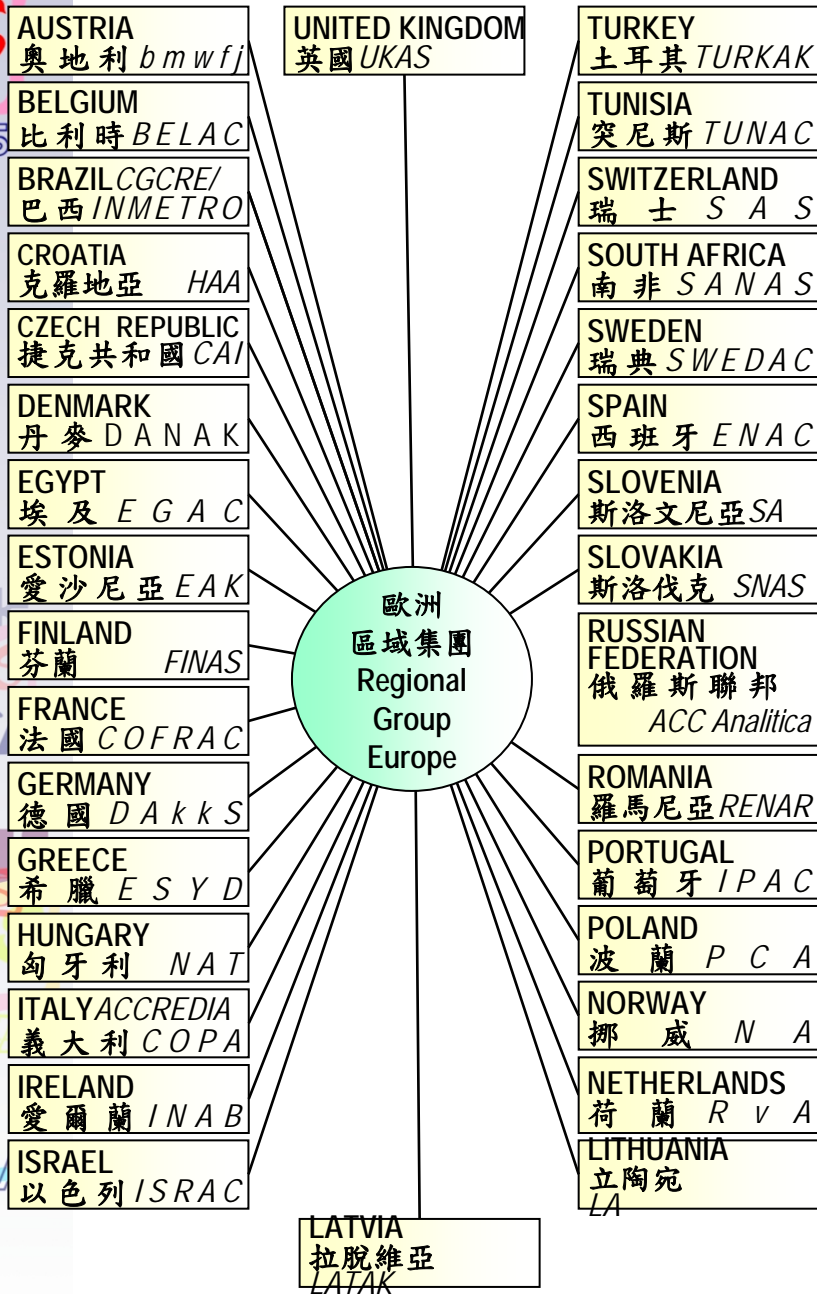 AUSTRIA
奧地利 bmwfj
BELGIUM
比利時 BELAC
BRAZIL CGCRE/
巴西 INMETRO
CROATIA
克羅地亞 HAA
CZECH REPUBLIC
捷克共和國 CAI
DENMARK
丹麥 DANAK
EGYPT
埃及 EGAC
ESTONIA
愛沙尼亞 EAK
FINLAND
芬蘭 FINAS
FRANCE
法國 COFRAC
GERMANY
德國 DAkkS
GREECE
希臘 ESYD
HUNGARY
匈牙利 NAT
ITALY ACCREDIA
義大利 COPA
IRELAND
愛爾蘭 INAB
ISRAEL
以色列 ISRAC
UNITED KINGDOM
英國 UKAS
歐洲
區域集團
Regional
Group
Europe
LATVIA
拉脫維亞
LATAK
TURKEY
土耳其 TURKAK
TUNISIA
突尼斯 TUNAC
SWITZERLAND
瑞士 SAS
SOUTH AFRICA
南非 SANAS
SWEDEN
瑞典 SWEDAC
SPAIN
西班牙 ENAC
SLOVENIA
斯洛文尼亞 SA
SLOVAKIA
斯洛伐克 SNAS
RUSSIAN
FEDERATION
俄羅斯聯邦
ACC Analitica
ROMANIA
羅馬尼亞 RENAR
PORTUGAL
葡萄牙 IPAC
POLAND
波蘭 PCA
NORWAY
挪威 NA
NETHERLANDS
荷蘭 RvA
LITHUANIA
立陶宛
LA